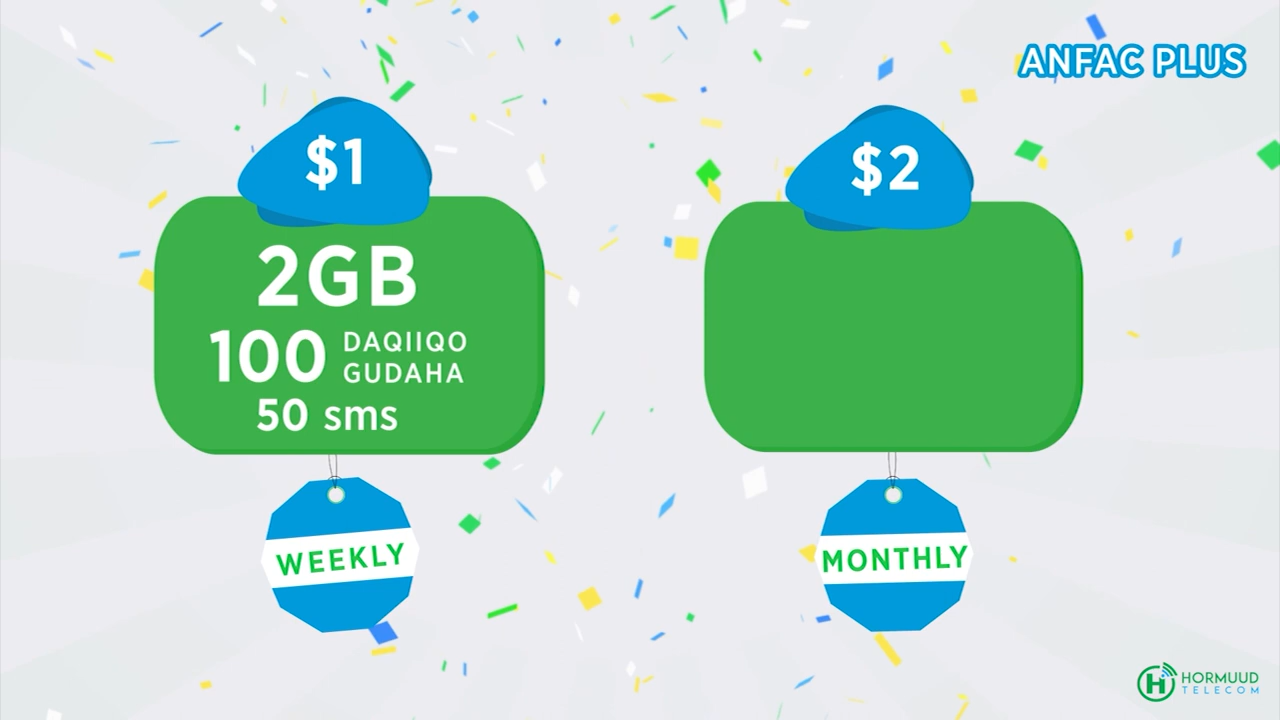 ANFAC PLUS
$1
2GB
100 DAQIIQO
GUDAHA
50 sms
WEEKLY
$2
MONTHLY
HORMUUD
TELECOM